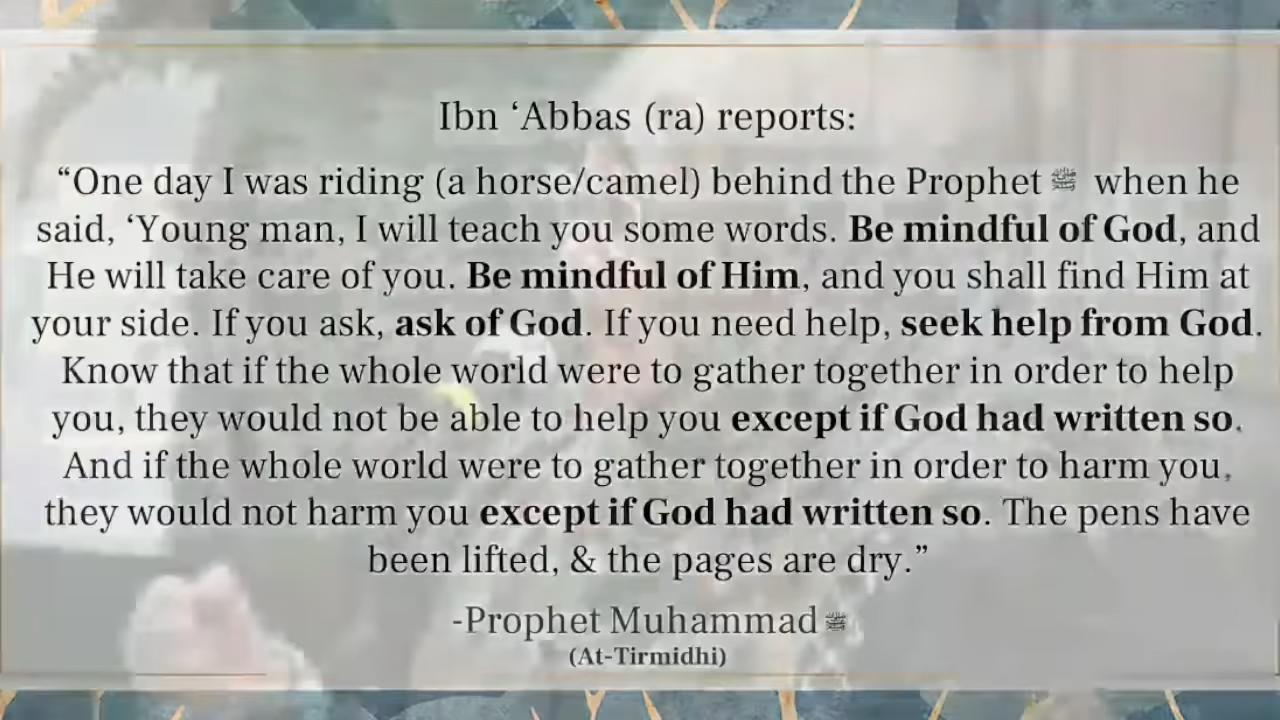 Ibn ‘Abbas (ra) reports:
“One day I was riding (a horse/camel) behind the Prophet ﷺ when he
said, ‘Young man, I will teach you some words. Be mindful of God, and
He will take care of you. Be mindful of Him, and you shall find Him at
your side. If you ask, ask of God. If you need help, seek help from God.
Know that if the whole world were to gather together in order to help
you, they would not be able to help you except if God had written so.
And if the whole world were to gather together in order to harm you,
they would not harm you except if God had written so. The pens have
been lifted, & the pages are dry.”
-Prophet Muhammad ﷺ
(At-Tirmidhi)